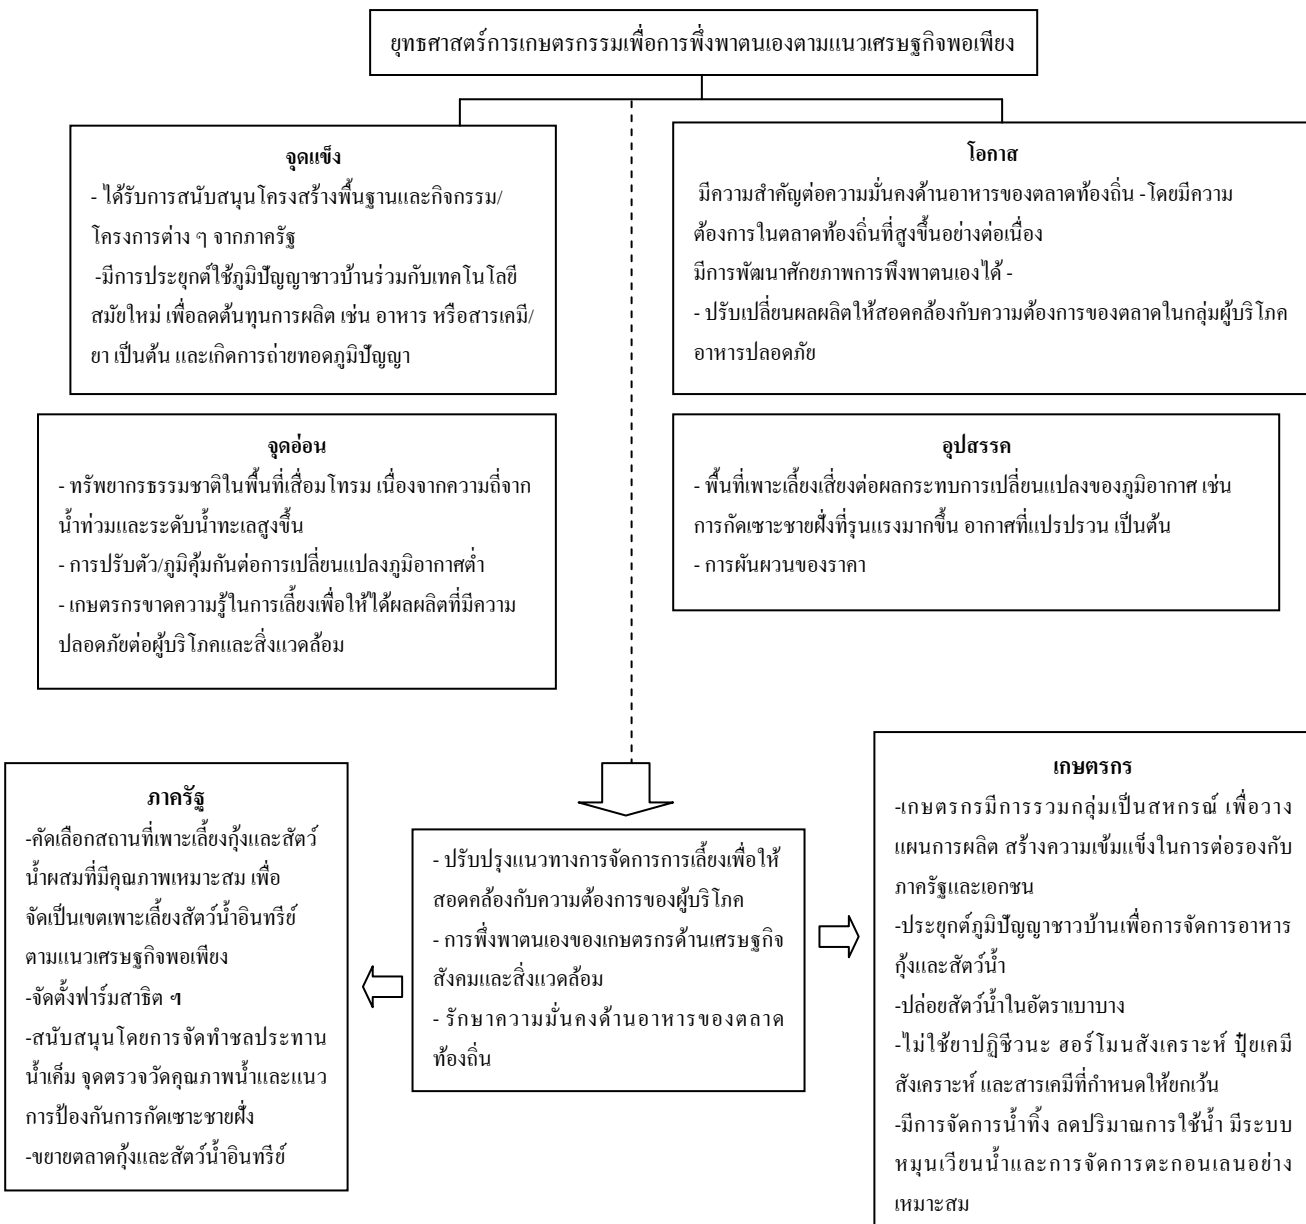 ยุทธศาสตร์การเกษตรกรรมเพื่อการพึ่งพาตนเองตามแนวเศรษฐกิจพอเพียง
จุดแข็ง
- ได้รับการสนับสนุนโครงสร้างพื้นฐานและกิจกรรม/
โครงการต่าง ๆ จากภาครัฐ
-มีการประยุกต์ใช้ภูมิปัญญาชาวบ้านร่วมกับเทคโนโลยี
สมัยใหม่ เพื่อลดต้นทุนการผลิต เช่น อาหาร หรือสารเคมี/
ยา เป็นต้น และเกิดการถ่ายทอดภูมิปัญญา
โอกาส
มีความสำคัญต่อความมั่นคงด้านอาหารของตลาดท้องถิ่น -โดยมีความ
ต้องการในตลาดท้องถิ่นที่สูงขึ้นอย่างต่อเนื่อง
มีการพัฒนาศักยภาพการพึ่งพาตนเองได้ -
- ปรับเปลี่ยนผลผลิตให้สอดคล้องกับความต้องการของตลาดในกลุ่มผู้บริโภค
อาหารปลอดภัย
จุดอ่อน
- ทรัพยากรธรรมชาติในพื้นที่เสื่อมโทรม เนื่องจากความถี่จาก
น้ำท่วมและระดับน้ำทะเลสูงขึ้น
- การปรับตัว/ภูมิคุ้มกันต่อการเปลี่ยนแปลงภูมิอากาศต่ำ
- เกษตรกรขาดความรู้ในการเลี้ยงเพื่อให้ได้ผลผลิตที่มีความ
ปลอดภัยต่อผู้บริโภคและสิ่งแวดล้อม
อุปสรรค
- พื้นที่เพาะเลี้ยงเสี่ยงต่อผลกระทบการเปลี่ยนแปลงของภูมิอากาศ เช่น
การกัดเซาะชายฝั่งที่รุนแรงมากขึ้น อากาศที่แปรปรวน เป็นต้น
- การผันผวนของราคา
ภาครัฐ
-คัดเลือกสถานที่เพาะเลี้ยงกุ้งและสัตว์
น้ำผสมที่มีคุณภาพเหมาะสม เพื่อ
จัดเป็นเขตเพาะเลี้ยงสัตว์น้ำอินทรีย์
ตามแนวเศรษฐกิจพอเพียง
-จัดตั้งฟาร์มสาธิต ฯ
-สนับสนุนโดยการจัดทำชลประทาน
น้ำเค็ม จุดตรวจวัดคุณภาพน้ำและแนว
การป้องกันการกัดเซาะชายฝั่ง
-ขยายตลาดกุ้งและสัตว์น้ำอินทรีย์
- ปรับปรุงแนวทางการจัดการการเลี้ยงเพื่อให้
สอดคล้องกับความต้องการของผู้บริโภค
- การพึ่งพาตนเองของเกษตรกรด้านเศรษฐกิจ
สังคมและสิ่งแวดล้อม
- รักษาความมั่นคงด้านอาหารของตลาด
ท้องถิ่น
เกษตรกร
-เกษตรกรมีการรวมกลุ่มเป็นสหกรณ์ เพื่อวาง
แผนการผลิต สร้างความเข้มแข็งในการต่อรองกับ
ภาครัฐและเอกชน
-ประยุกต์ภูมิปัญญาชาวบ้านเพื่อการจัดการอาหาร
กุ้งและสัตว์น้ำ
-ปล่อยสัตว์น้ำในอัตราเบาบาง
-ไม่ใช้ยาปฏิชีวนะ ฮอร์โมนสังเคราะห์ ปุ๋ยเคมี
สังเคราะห์ และสารเคมีที่กำหนดให้ยกเว้น
-มีการจัดการน้ำทิ้ง ลดปริมาณการใช้น้ำ มีระบบ
หมุนเวียนน้ำและการจัดการตะกอนเลนอย่าง
เหมาะสม